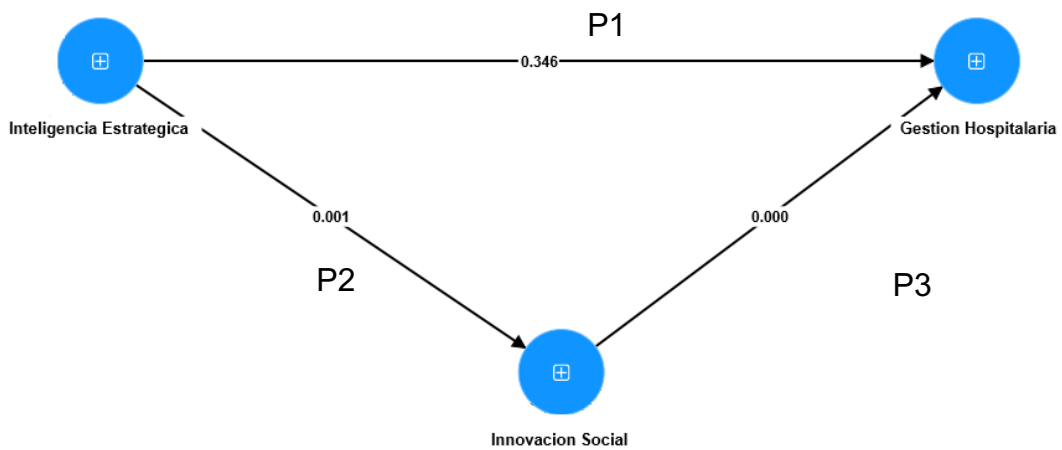 P1
0.346
Inteligencia Estrategica
Gestion Hospitalaria
0.001
0.000
P2
P3
Innovacion Social